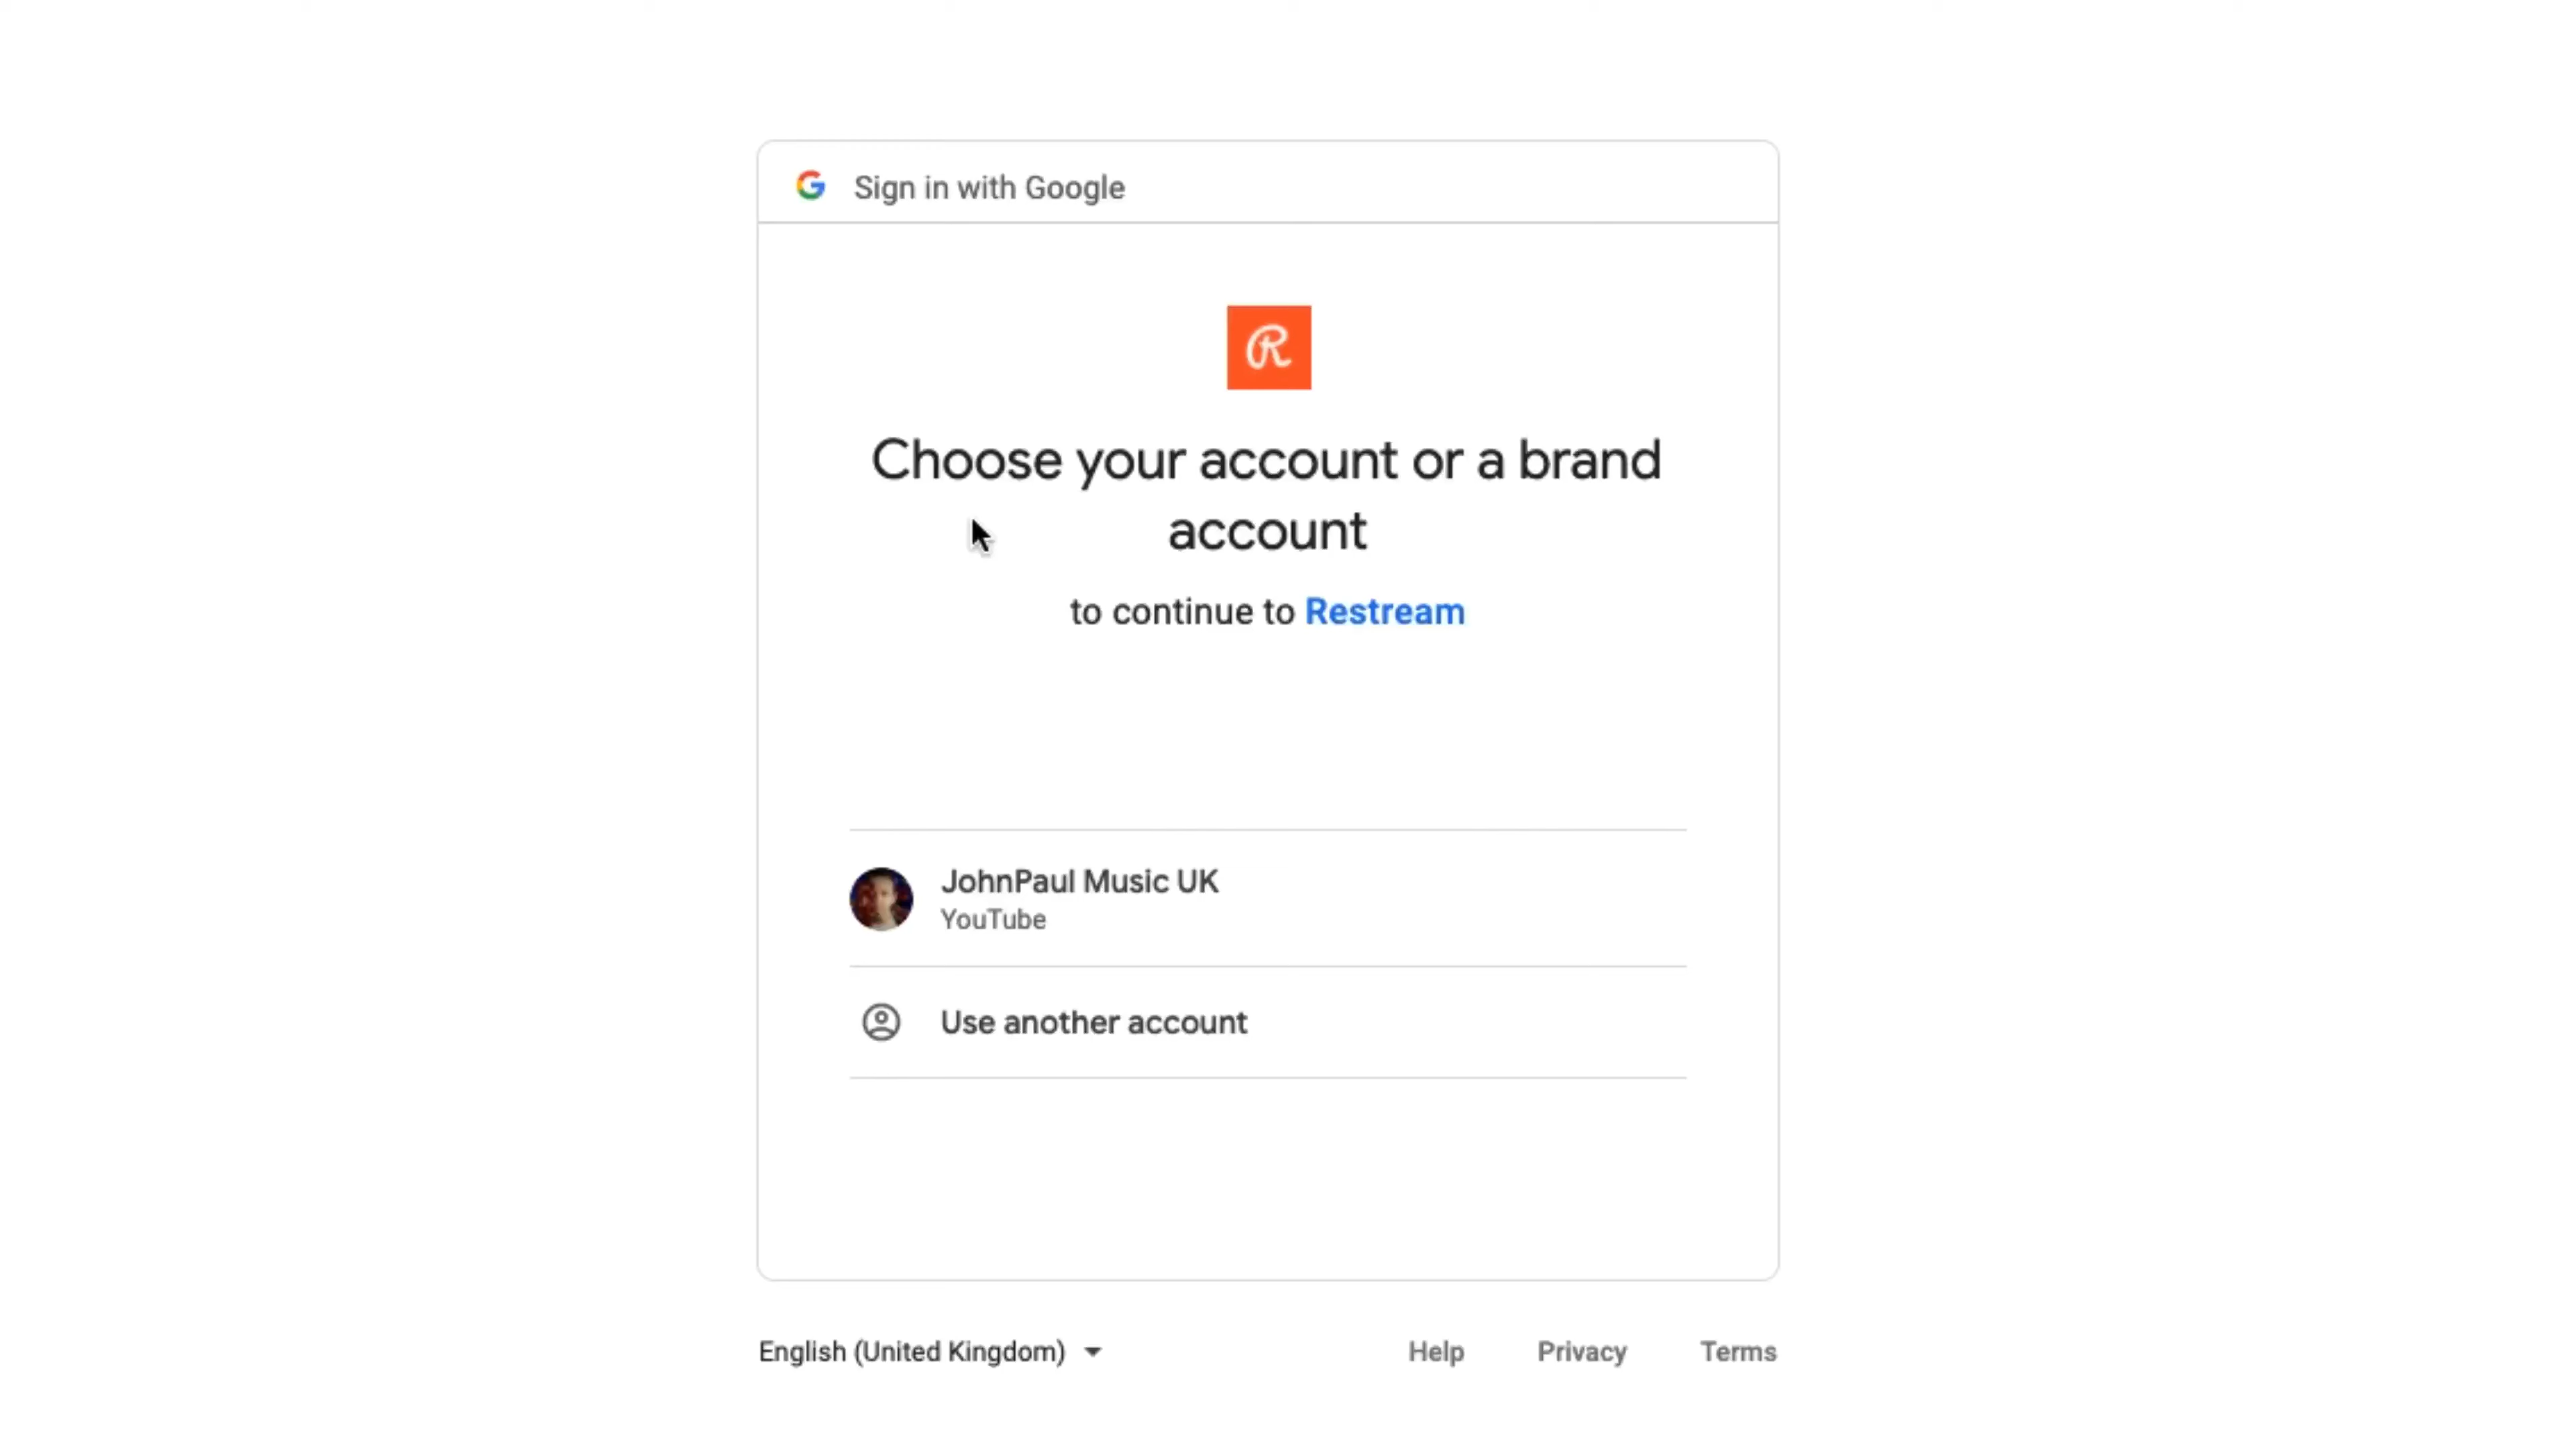 Sign in with Google
Choose your account or a brand
account
to continue to Restream
JohnPaul Music UK
YouTube
Use another account
English (United Kingdom)
Help
Privacy
Terms